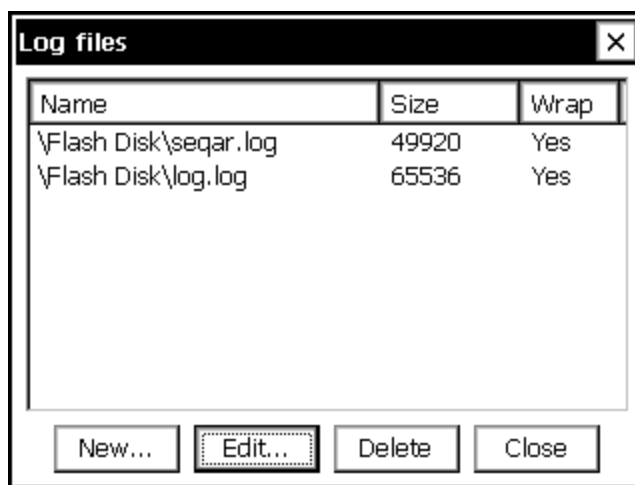 Log files
Name Size Wrap
\Flash Disk\seqar.log 49920 Yes
\Flash Disk\log.log 65536 Yes
New... Edit... Delete Close